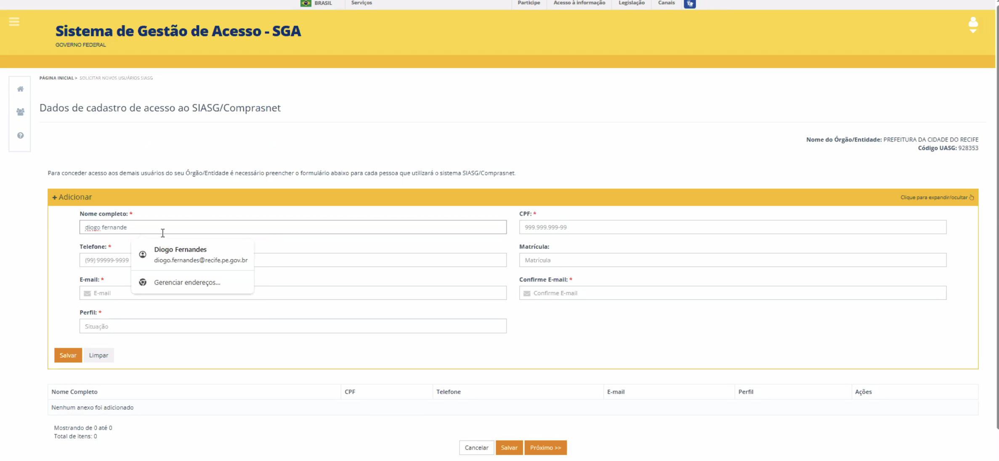 BRASIL Serviços Participe Acesso à informação Legislação Canais
Sistema de Gestão de Acesso - SGA
GOVERNO FEDERAL
PÁGINA INICIAL > SOLICITAR NOVOS USUÁRIOS SIASG
Dados de cadastro de acesso ao SIASG/Comprasnet
Nome do Órgão/Entidade: PREFEITURA DA CIDADE DO RECIFE
Código UASG: 928353
Para conceder acesso aos demais usuários do seu Órgão/Entidade é necessário preencher o formulário abaixo para cada pessoa que utilizará o sistema SIASG/Comprasnet.
+ Adicionar Clique para expandir/ocultar
Nome completo: * CPF: *
diogo fernande 999.999.999-99
Telefone: * Matrícula:
(99) 99999-9999 Matrícula
Diogo Fernandes
diogo.fernandes@recife.pe.gov.br
Gerenciar endereços...
E-mail: * Confirme E-mail: *
E-mail Confirme E-mail
Perfil: *
Situação
Salvar Limpar
Nome Completo CPF Telefone E-mail Perfil Ações
Nenhum anexo foi adicionado
Mostrando de 0 até 0
Total de itens: 0
Cancelar Salvar Próximo >>